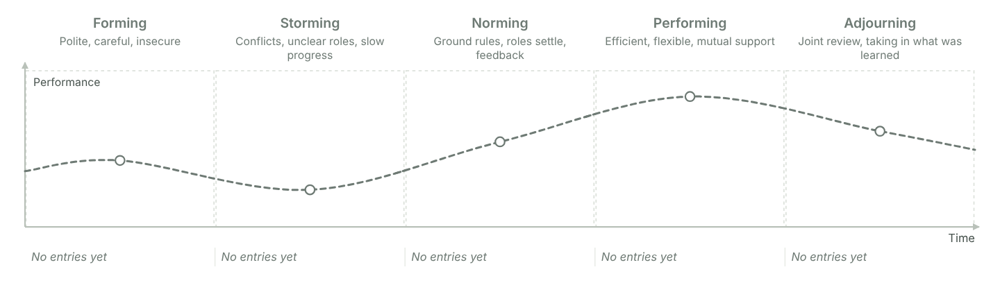 Forming
Polite, careful, insecure
Storming
Conflicts, unclear roles, slow
progress
Norming
Ground rules, roles settle,
feedback
Performing
Efficient, flexible, mutual support
Adjourning
Joint review, taking in what was
learned
Performance
Time
No entries yet
No entries yet
No entries yet
No entries yet
No entries yet